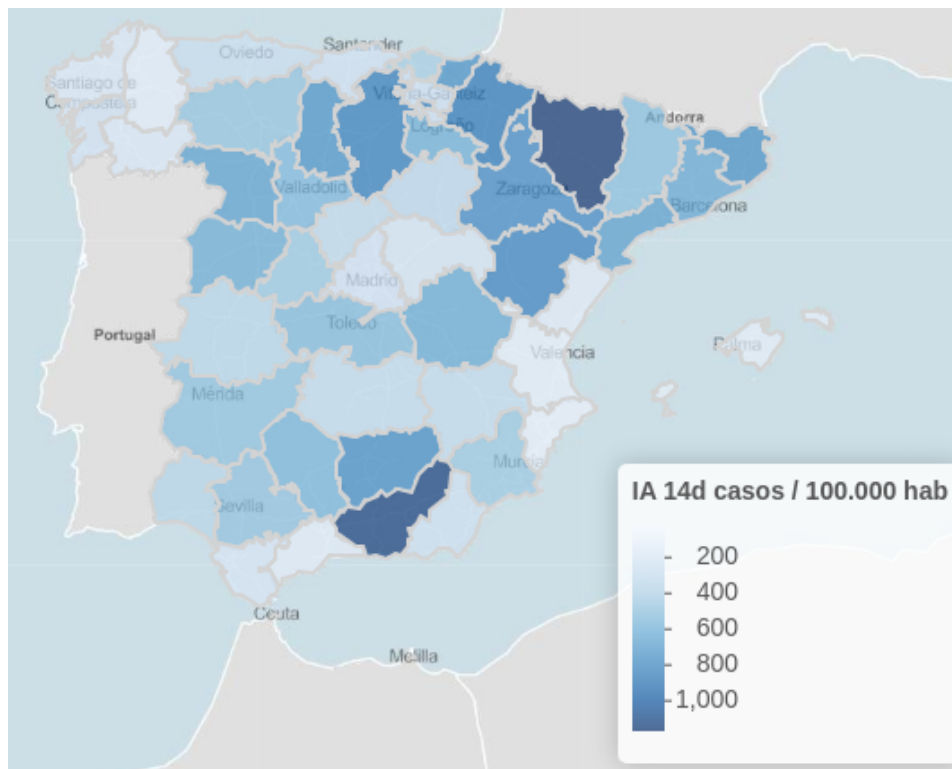 Oviedo
Santander
Santiago de
Compostela
Vitoria-Gasteiz
Logroño
Andorra
Valladolid
Zaragoza
Barcelona
Madrid
Portugal
Toledo
Valencia
Palma
Mérida
Murcia
Sevilla
Ceuta
Melilla
IA 14d casos / 100.000 hab
200
400
600
800
1,000